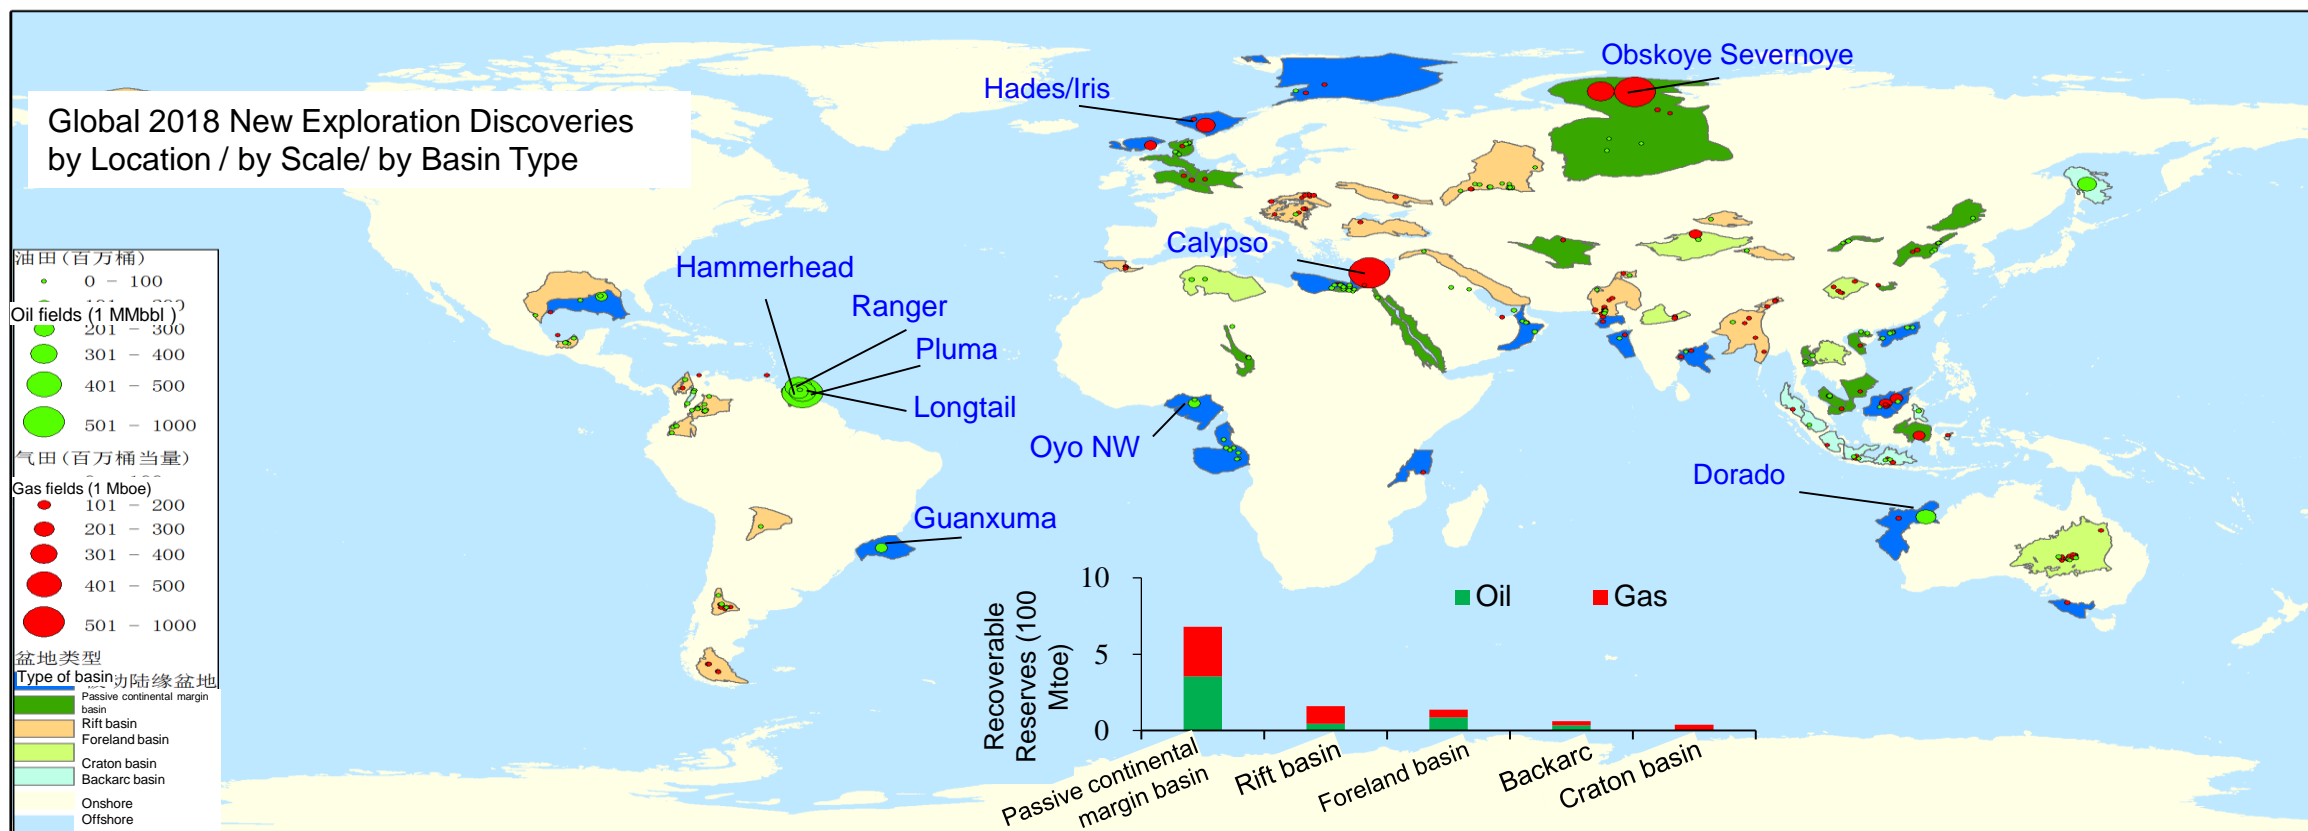 Global 2018 New Exploration Discoveries
by Location / by Scale/ by Basin Type
Obskoye Severnoye
Hades/Iris
Calypso
Hammerhead
Ranger
Pluma
Longtail
Oyo NW
Guanxuma
Dorado
油田(百万桶)
0 - 100
Oil fields (1 MMbbl )
201 - 300
301 - 400
401 - 500
501 - 1000
气田(百万桶当量)
Gas fields (1 Mboe)
101 - 200
201 - 300
301 - 400
401 - 500
501 - 1000
盆地类型
Type of basin
动陆缘盆地
Passive continental margin
basin
Rift basin
Foreland basin
Craton basin
Backarc basin
Onshore
Offshore
Recoverable
Reserves (100
Mtoe)
10
5
0
Oil
Gas
Passive continental
margin basin
Rift basin
Foreland basin
Backarc
Craton basin